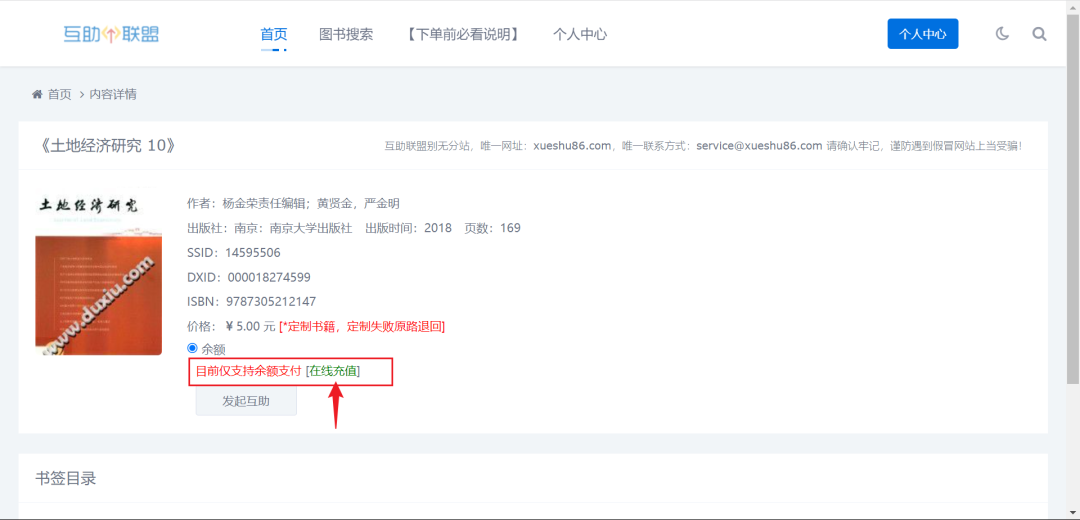 互助联盟
首页 图书搜索 【下单前必看说明】 个人中心 个人中心
首页 > 内容详情
《土地经济研究 10》
互助联盟别无分站，唯一网址：xueshu86.com，唯一联系方式：service@xueshu86.com 请确认牢记，谨防遇到假冒网站上当受骗！
土地经济研究
www.duxiu.com
作者：杨金荣责任编辑；黄贤金，严金明
出版社：南京：南京大学出版社 出版时间：2018 页数：169
SSID：14595506
DXID：000018274599
ISBN：9787305212147
价格：￥5.00 元 [*定制书籍，定制失败原路退回]
余额
目前仅支持余额支付 [在线充值]
发起互助
书签目录